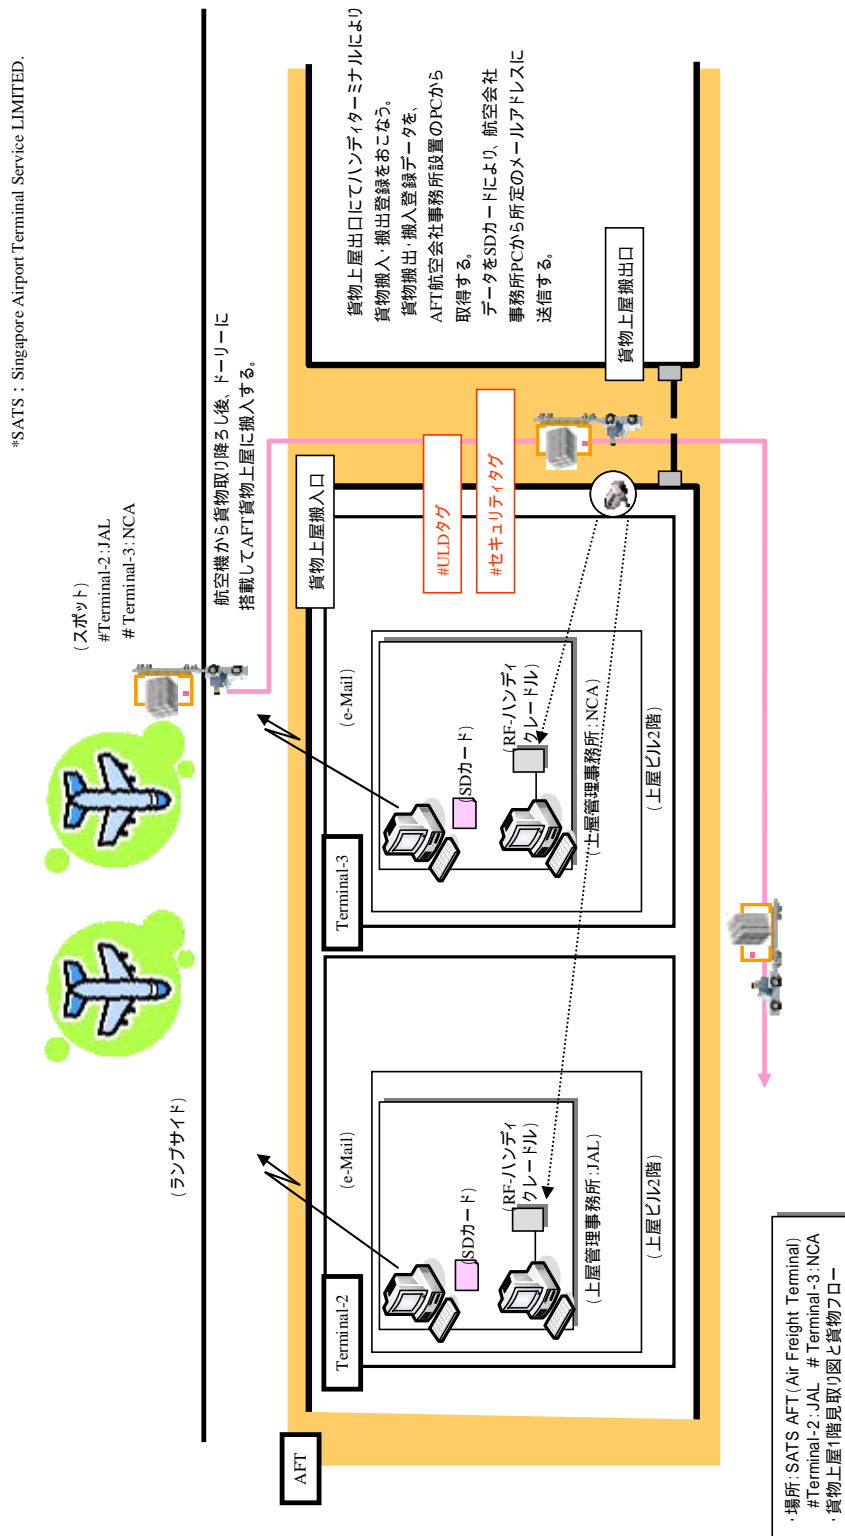 *SATS : Singapore Airport Terminal Service LIMITED.
(スポット)
#Terminal-2:JAL
# Terminal-3:NCA
(ランプサイド)
航空機から貨物取り降ろし後、ドーリーに
搭載してAFT貨物上屋に搬入する。
AFT
貨物上屋搬入口
Terminal-2
(e-Mail)
SDカード)
(RF-ハンディ
クレードル)
(上屋管理事務所:JAL)
(上屋ビル2階)
Terminal-3
(e-Mail)
SDカード)
(RF-ハンディ
クレードル)
(上屋管理事務所:NCA)
(上屋ビル2階)
#ULDタグ
#セキュリティタグ
貨物上屋出口にてハンディターミナルにより
貨物搬入・搬出登録をおこなう。
貨物搬出・搬入登録データを、
AFT航空会社事務所設置のPCから
取得する。
データをSDカードにより、航空会社
事務所PCから所定のメールアドレスに
送信する。
貨物上屋搬出口
・場所:SATS AFT(Air Freight Terminal)
#Terminal-2:JAL # Terminal-3:NCA
・貨物上屋1階見取り図と貨物フロー